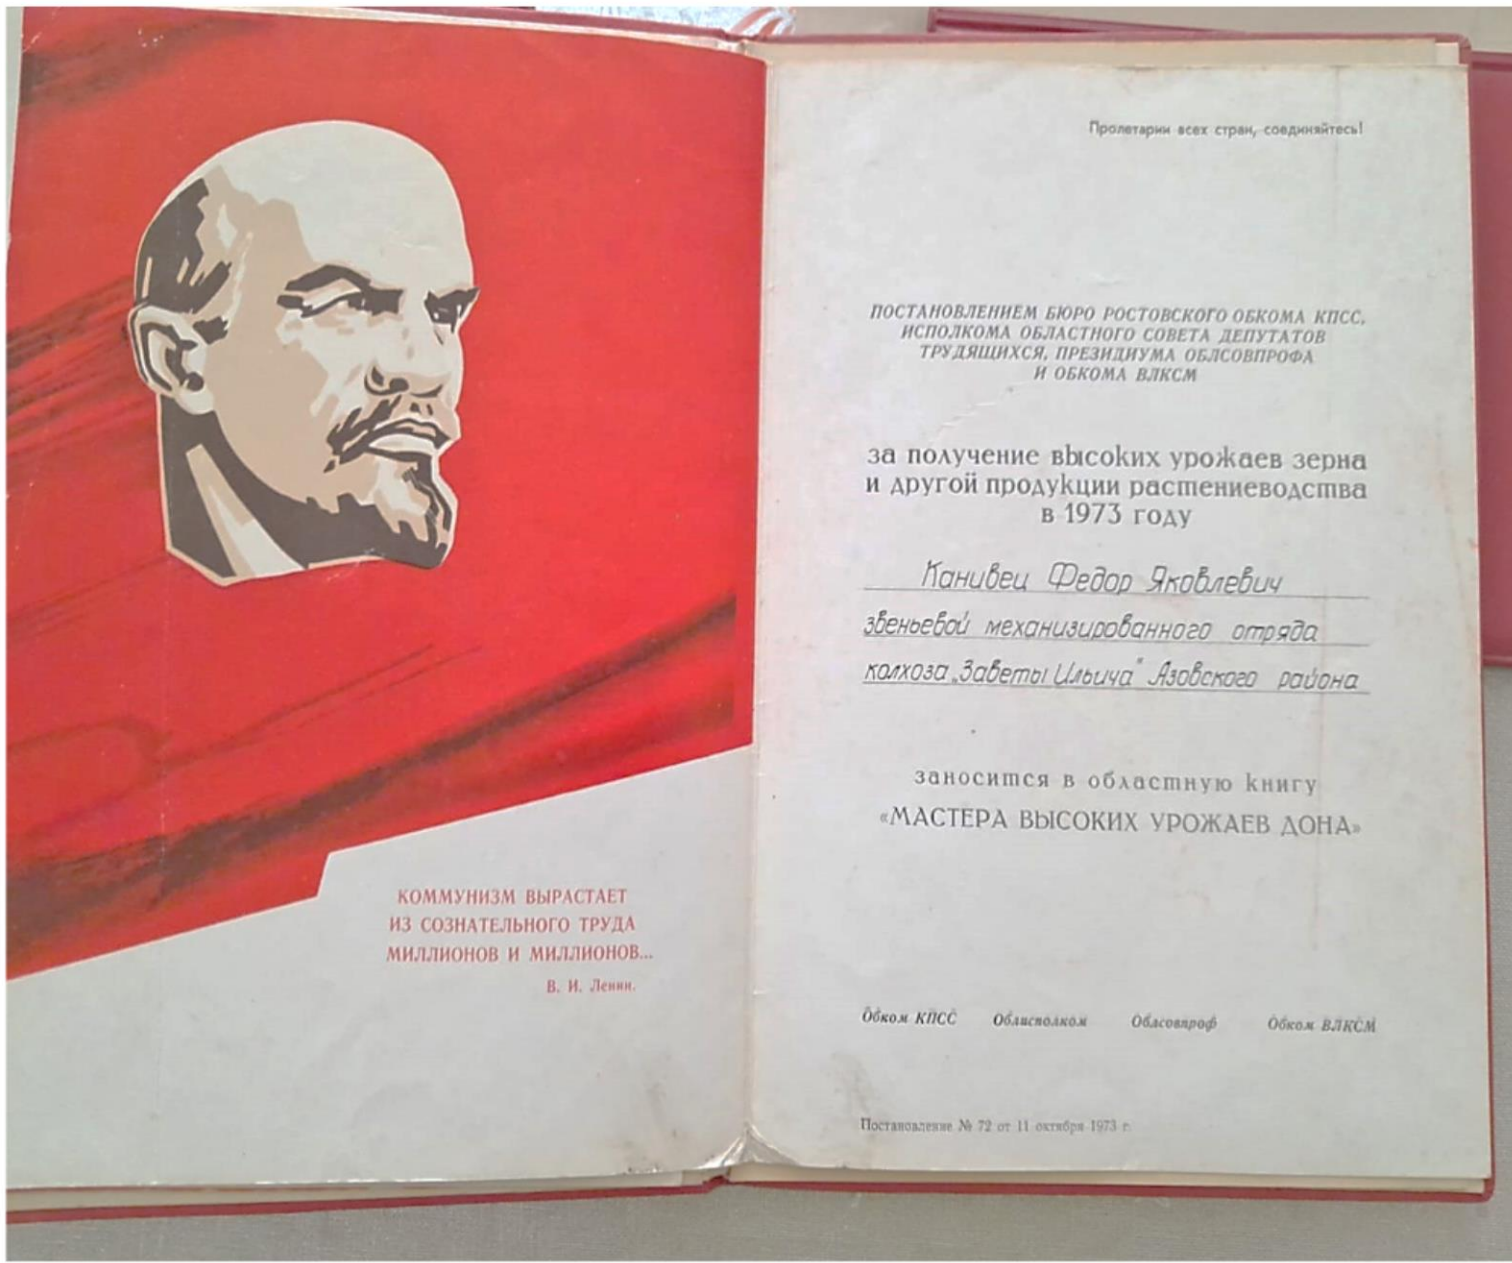 КОММУНИЗМ ВЫРАСТАЕТ
ИЗ СОЗНАТЕЛЬНОГО ТРУДА
МИЛЛИОНОВ И МИЛЛИОНОВ...
В. И. Ленин.
Пролетарии всех стран, соединяйтесь!
ПОСТАНОВЛЕНИЕМ БЮРО РОСТОВСКОГО ОБКОМА КПСС,
ИСПОЛКОМА ОБЛАСТНОГО СОВЕТА ДЕПУТАТОВ
ТРУДЯЩИХСЯ, ПРЕЗИДИУМА ОБЛСОВПРОФА
И ОБКОМА ВЛКСМ
за получение высоких урожаев зерна
и другой продукции растениеводства
в 1973 году
Канивец Федор Яковлевич
звеньевой механизированного отряда
колхоза „Заветы Ильича" Азовского района
заносится в областную книгу
«МАСТЕРА ВЫСОКИХ УРОЖАЕВ ДОНА»
Обком КПСС Облисполком Облсовпроф Обком ВЛКСМ
Постановление № 72 от 11 октября 1973 г.